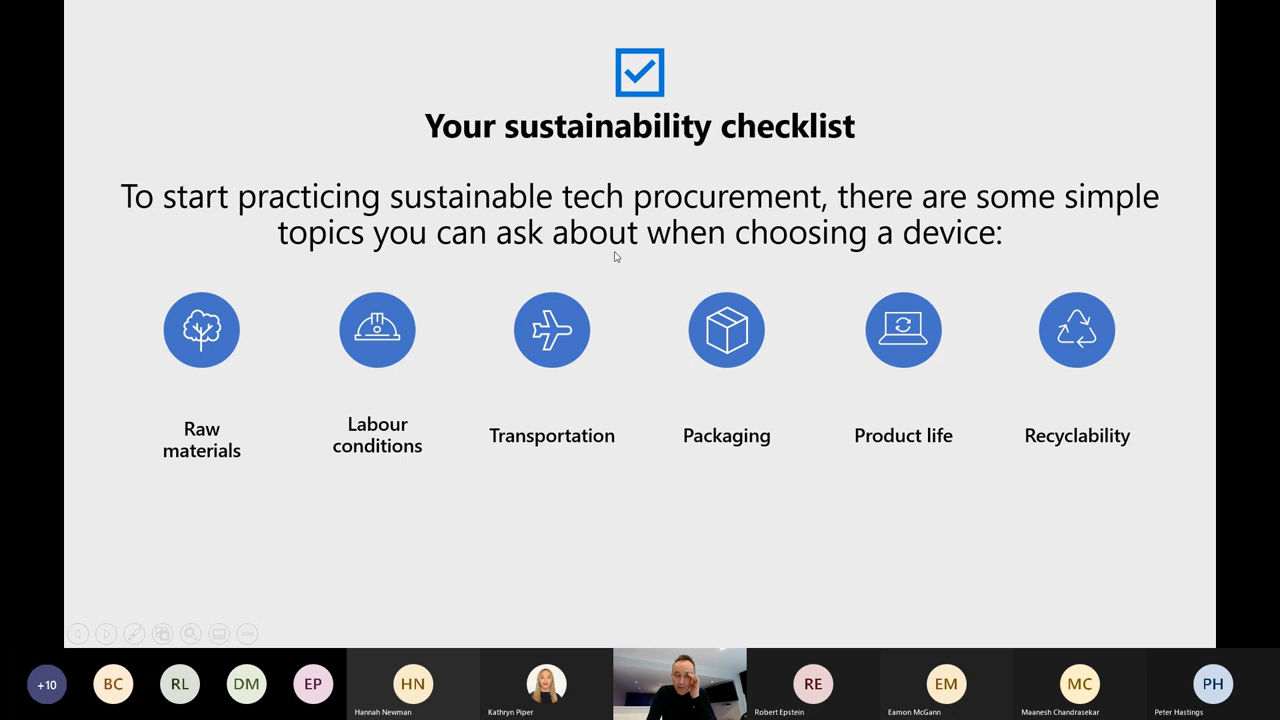 Your sustainability checklist
To start practicing sustainable tech procurement, there are some simple
topics you can ask about when choosing a device:
Raw
materials
Labour
conditions
Transportation
Packaging
Product life
Recyclability
+10
BC
RL
DM
EP
HN
Hannah Newman
Kathryn Piper
RE
Robert Epstein
EM
Eamon McGann
MC
Maanesh Chandrasekar
PH
Peter Hastings